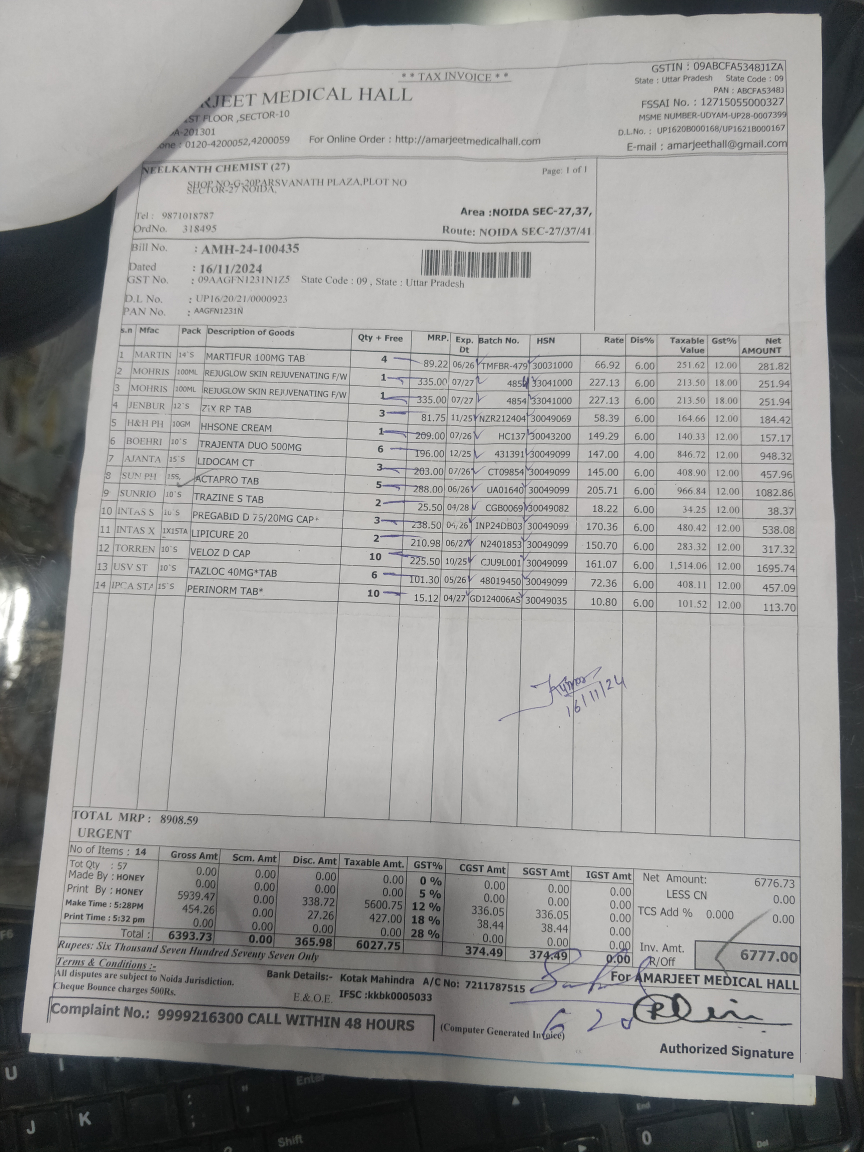 * * TAX INVOICE * *
GSTIN : 09ABCFA5348J1ZA
State : Uttar Pradesh State Code : 09
PAN : ABCFA5348J
FSSAI No. : 12715055000327
MSME NUMBER-UDYAM-UP28-0007399
D.L.No. : UP1620B000168/UP1621B000167
E-mail : amarjeethall@gmail.com
RJEET MEDICAL HALL
ST FLOOR ,SECTOR-10
A-201301
one : 0120-4200052,4200059 For Online Order : http://amarjeetmedicalhall.com
NEELKANTH CHEMIST (27) Page: 1 of 1
SHOP NO-G-20PARSVANATH PLAZA,PLOT NO
SECTOR-27 NOIDA,
Tel : 9871018787 Area :NOIDA SEC-27,37,
OrdNo. 318495 Route: NOIDA SEC-27/37/41
Bill No. : AMH-24-100435
Dated : 16/11/2024
GST No. : 09AAGFN1231N1Z5 State Code : 09 , State : Uttar Pradesh
D.L No. : UP16/20/21/0000923
PAN No. : AAGFN1231N
s.n Mfac Pack Description of Goods Qty + Free MRP. Exp. Dt Batch No. HSN Rate Dis% Taxable Value Gst% Net AMOUNT
1 MARTIN 14`S MARTIFUR 100MG TAB 4 89.22 06/26 TMFBR-479 30031000 66.92 6.00 251.62 12.00 281.82
2 MOHRIS 100ML REJUGLOW SKIN REJUVENATING F/W 1 335.00 07/27 4854 33041000 227.13 6.00 213.50 18.00 251.94
3 MOHRIS 100ML REJUGLOW SKIN REJUVENATING F/W 1 335.00 07/27 4854 33041000 227.13 6.00 213.50 18.00 251.94
4 JENBUR 12`S ZIX RP TAB 3 81.75 11/25 NZR212404 30049069 58.39 6.00 164.66 12.00 184.42
5 H&H PH 10GM HHSONE CREAM 1 209.00 07/26 HC137 30043200 149.29 6.00 140.33 12.00 157.17
6 BOEHRI 10`S TRAJENTA DUO 500MG 6 196.00 12/25 431391 30049099 147.00 4.00 846.72 12.00 948.32
7 AJANTA 15`S LIDOCAM CT 3 203.00 07/26 CT09854 30049099 145.00 6.00 408.90 12.00 457.96
8 SUN PH 15S, ACTAPRO TAB 5 288.00 06/26 UA01640 30049099 205.71 6.00 966.84 12.00 1082.86
9 SUNRIO 10`S TRAZINE S TAB 2 25.50 04/28 CGB0069 30049082 18.22 6.00 34.25 12.00 38.37
10 INTAS S 10`S PREGABID D 75/20MG CAP+ 3 238.50 04/26 INP24DB03 30049099 170.36 6.00 480.42 12.00 538.08
11 INTAS X 1X15TA LIPICURE 20 2 210.98 06/27 N2401853 30049099 150.70 6.00 283.32 12.00 317.32
12 TORREN 10`S VELOZ D CAP 10 225.50 10/25 CJU9L001 30049099 161.07 6.00 1,514.06 12.00 1695.74
13 USV ST 10`S TAZLOC 40MG*TAB 6 101.30 05/26 48019450 30049099 72.36 6.00 408.11 12.00 457.09
14 IPCA STA 15`S PERINORM TAB* 10 15.12 04/27 GD124006AS 30049035 10.80 6.00 101.52 12.00 113.70
16/11/24
TOTAL MRP : 8908.59
URGENT
No of Items : 14 Gross Amt Scm. Amt Disc. Amt Taxable Amt. GST% CGST Amt SGST Amt IGST Amt Net Amount: 6776.73
Tot Qty : 57 0.00 0.00 0.00 0.00 0 % 0.00 0.00 0.00 LESS CN 0.00
Made By : HONEY 0.00 0.00 0.00 0.00 5 % 0.00 0.00 0.00
Print By : HONEY 5939.47 0.00 338.72 5600.75 12 % 336.05 336.05 0.00 TCS Add % 0.000 0.00
Make Time : 5:28PM 454.26 0.00 27.26 427.00 18 % 38.44 38.44 0.00
Print Time : 5:32 pm 0.00 0.00 0.00 0.00 28 % 0.00 0.00 0.00
Total : 6393.73 0.00 365.98 6027.75 374.49 374.49 0.00 Inv. Amt. R/Off 6777.00
Rupees: Six Thousand Seven Hundred Seventy Seven Only
Terms & Conditions :-
All disputes are subject to Noida Jurisdiction. Bank Details:- Kotak Mahindra A/C No: 7211787515 For AMARJEET MEDICAL HALL
Cheque Bounce charges 500Rs. E.& O.E. IFSC :kkbk0005033
Complaint No.: 9999216300 CALL WITHIN 48 HOURS (Computer Generated Invoice)
Authorized Signature
F6
U I Enter
J K Shift 0 End Del